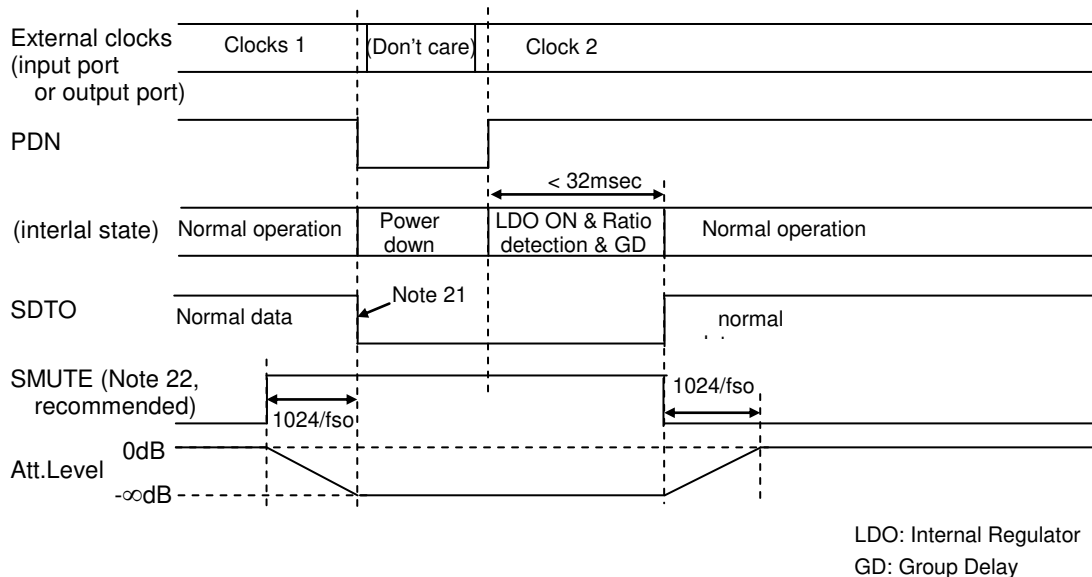 External clocks
(input port
or output port)
Clocks 1
(Don't care)
Clock 2
PDN
< 32msec
(interlal state)
Normal operation
Power
down
LDO ON & Ratio
detection & GD
Normal operation
SDTO
Normal data
Note 21
normal
SMUTE (Note 22,
recommended)
1024/fso
1024/fso
Att.Level
0dB
-∞dB
LDO: Internal Regulator
GD: Group Delay